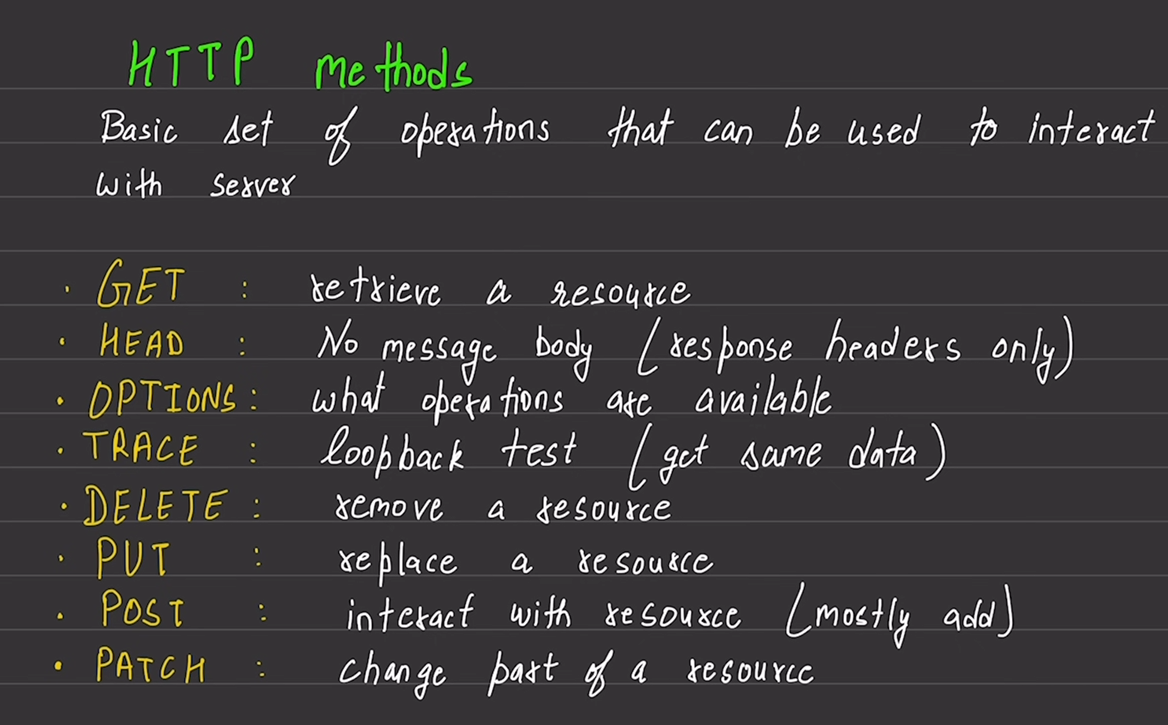 HTTP methods
Basic set of operations that can be used to interact
with server
• GET : retrieve a resource
• HEAD : No message body (response headers only)
• OPTIONS : what operations are available
• TRACE : loopback test (get same data)
• DELETE : remove a resource
• PUT : replace a resource
• POST : interact with resource (mostly add)
• PATCH : change part of a resource